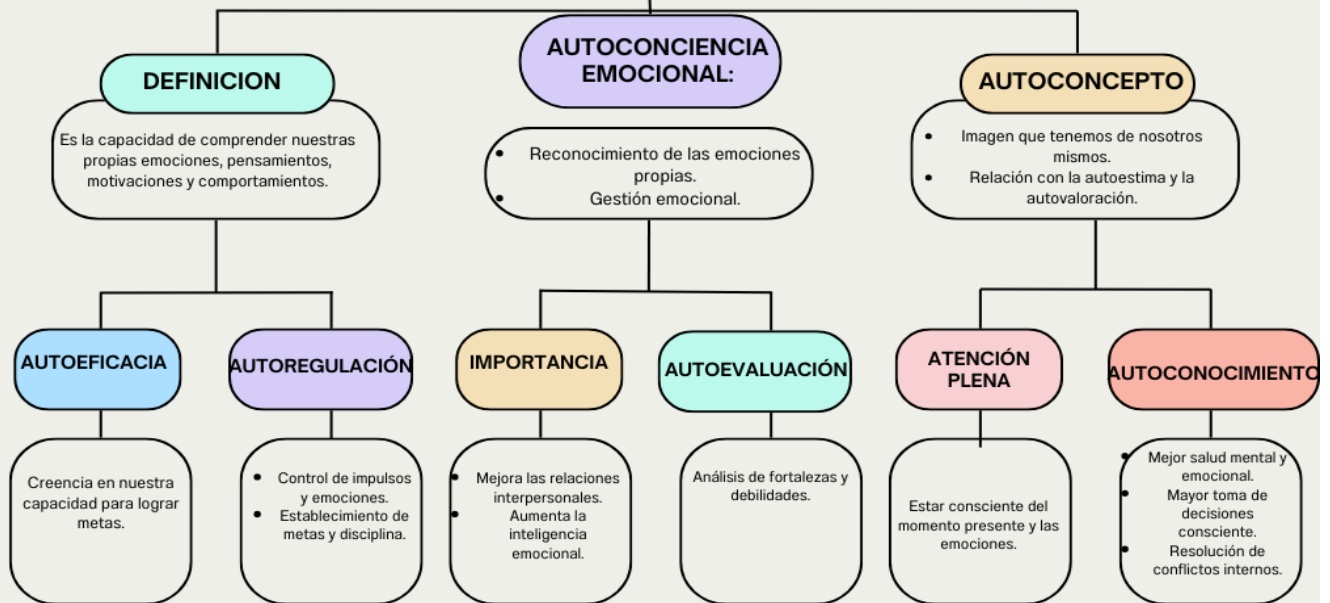 DEFINICION
Es la capacidad de comprender nuestras
propias emociones, pensamientos,
motivaciones y comportamientos.
AUTOCONCIENCIA
EMOCIONAL:
• Reconocimiento de las emociones
propias.
• Gestión emocional.
AUTOCONCEPTO
• Imagen que tenemos de nosotros
mismos.
• Relación con la autoestima y la
autovaloración.
AUTOEFICACIA
Creencia en nuestra
capacidad para lograr
metas.
AUTOREGULACIÓN
• Control de impulsos
y emociones.
• Establecimiento de
metas y disciplina.
IMPORTANCIA
• Mejora las relaciones
interpersonales.
• Aumenta la
inteligencia
emocional.
AUTOEVALUACIÓN
Análisis de fortalezas y
debilidades.
ATENCIÓN
PLENA
Estar consciente del
momento presente y las
emociones.
AUTOCONOCIMIENTO
• Mejor salud mental y
emocional.
• Mayor toma de
decisiones
consciente.
• Resolución de
conflictos internos.